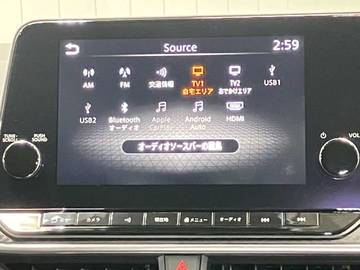 Source
2:59
AM
FM
交通情報
TV1
自宅エリア
TV2
おでかけエリア
USB1
USB2
Bluetooth
オーディオ
Apple
CarPlay
Android
Auto
HDMI
TUNE
SCROLL
PUSH
SOUND
VOL
オーディオソースバーの編集
カメラ
現在地
メニュー
オーディオ